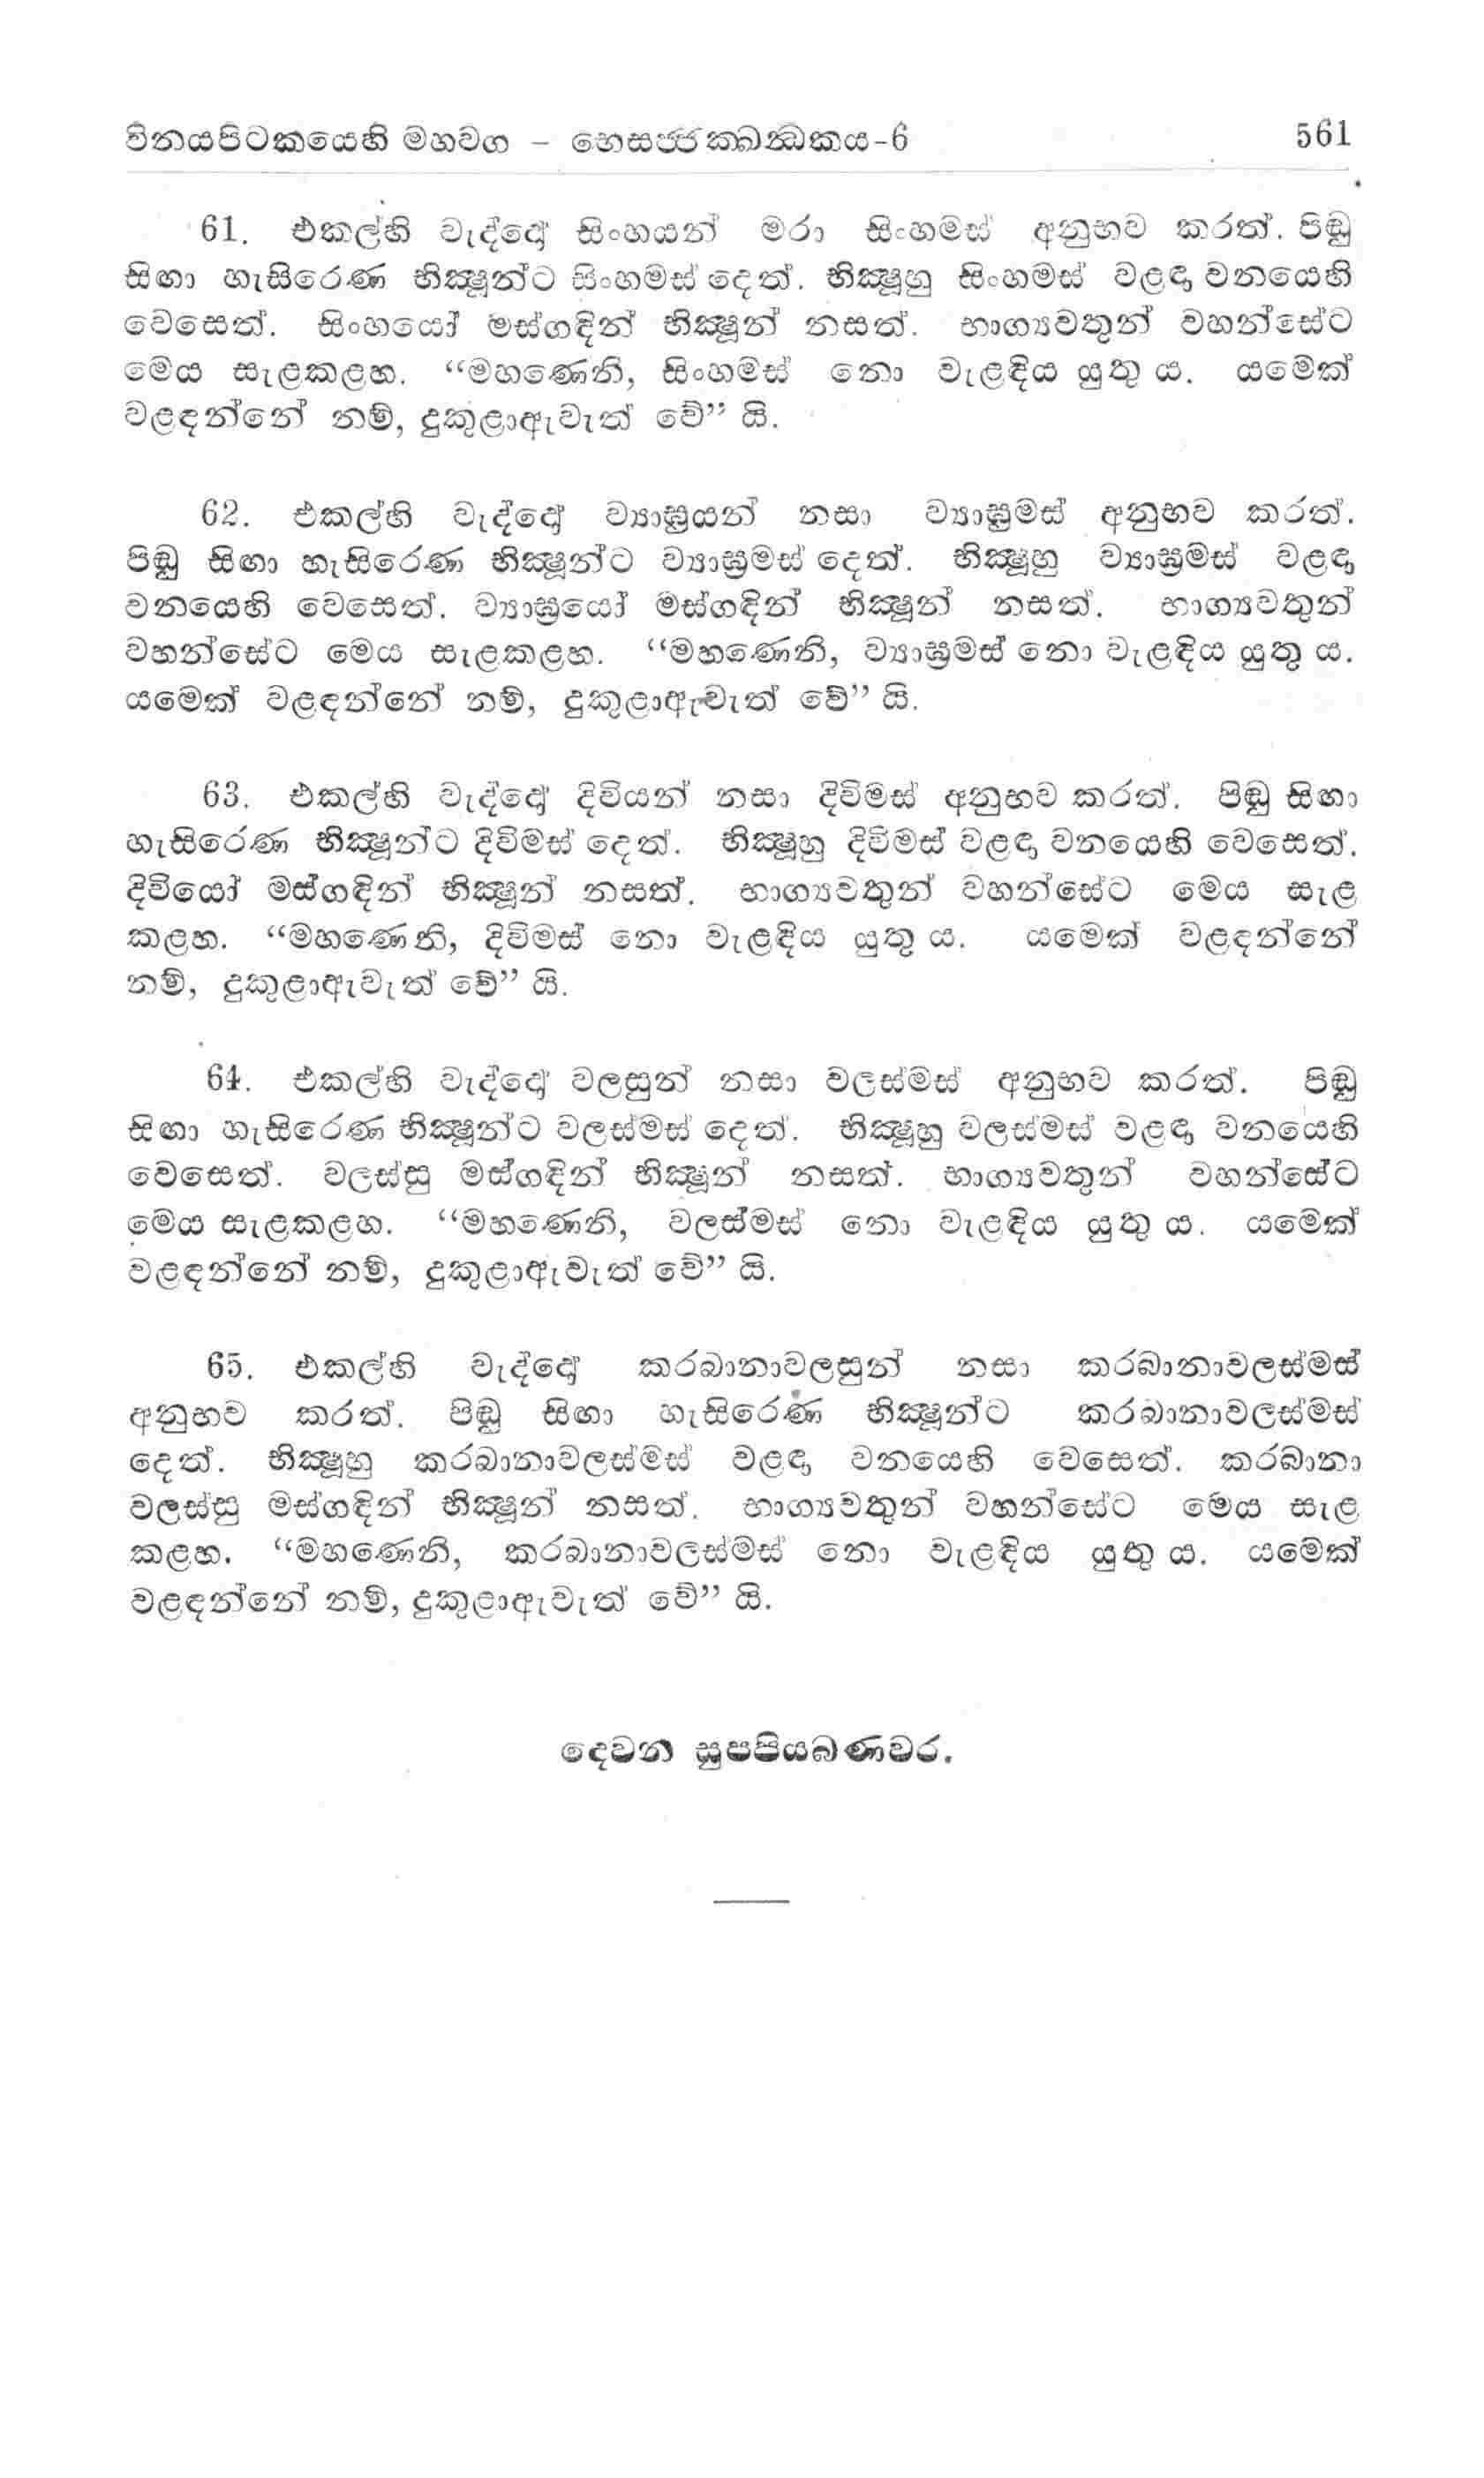 විනයපිටකයෙහි මහවග – භෙසජ්ජක්ඛන්ධකය-6 561
61. එකල්හි වැද්දෝ සිංහයන් මරා සිංහමස් අනුභව කරත්. පිඬු
සිඟා හැසිරෙණ භික්‍ෂූන්ට සිංහමස් දෙත්. භික්‍ෂූහු සිංහමස් වළඳා වනයෙහි
වෙසෙත්. සිංහයෝ මස්ගඳින් භික්‍ෂූන් නසත්. භාග්‍යවතුන් වහන්සේට
මෙය සැළකළහ. “මහණෙනි, සිංහමස් නො වැළඳිය යුතු ය. යමෙක්
වළඳන්නේ නම්, දුකුළාඇවැත් වේ” යි.
62. එකල්හි වැද්දෝ ව්‍යාඝ්‍රයන් නසා ව්‍යාඝ්‍රමස් අනුභව කරත්.
පිඬු සිඟා හැසිරෙණ භික්‍ෂූන්ට ව්‍යාඝ්‍රමස් දෙත්. භික්‍ෂූහු ව්‍යාඝ්‍රමස් වළඳා
වනයෙහි වෙසෙත්. ව්‍යාඝ්‍රයෝ මස්ගඳින් භික්‍ෂූන් නසත්. භාග්‍යවතුන්
වහන්සේට මෙය සැළකළහ. “මහණෙනි, ව්‍යාඝ්‍රමස් නො වැළඳිය යුතු ය.
යමෙක් වළඳන්නේ නම්, දුකුළාඇවැත් වේ” යි.
63. එකල්හි වැද්දෝ දිවියන් නසා දිවිමස් අනුභව කරත්. පිඬු සිඟා
හැසිරෙණ භික්‍ෂූන්ට දිවිමස් දෙත්. භික්‍ෂූහු දිවිමස් වළඳා වනයෙහි වෙසෙත්.
දිවියෝ මස්ගඳින් භික්‍ෂූන් නසත්. භාග්‍යවතුන් වහන්සේට මෙය සැළ
කළහ. “මහණෙනි, දිවිමස් නො වැළඳිය යුතු ය. යමෙක් වළඳන්නේ
නම්, දුකුළාඇවැත් වේ” යි.
64. එකල්හි වැද්දෝ වලසුන් නසා වලස්මස් අනුභව කරත්. පිඬු
සිඟා හැසිරෙණ භික්‍ෂූන්ට වලස්මස් දෙත්. භික්‍ෂූහු වලස්මස් වළඳා වනයෙහි
වෙසෙත්. වලස්සු මස්ගඳින් භික්‍ෂූන් නසත්. භාග්‍යවතුන් වහන්සේට
මෙය සැළකළහ. “මහණෙනි, වලස්මස් නො වැළඳිය යුතු ය. යමෙක්
වළඳන්නේ නම්, දුකුළාඇවැත් වේ” යි.
65. එකල්හි වැද්දෝ කරබානාවලසුන් නසා කරබානාවලස්මස්
අනුභව කරත්. පිඬු සිඟා හැසිරෙණ භික්‍ෂූන්ට කරබානාවලස්මස්
දෙත්. භික්‍ෂූහු කරබානාවලස්මස් වළඳා වනයෙහි වෙසෙත්. කරබානා
වලස්සු මස්ගඳින් භික්‍ෂූන් නසත්. භාග්‍යවතුන් වහන්සේට මෙය සැළ
කළහ. “මහණෙනි, කරබානාවලස්මස් නො වැළඳිය යුතු ය. යමෙක්
වළඳන්නේ නම්, දුකුළාඇවැත් වේ” යි.
දෙවන සුපපියබණවර.